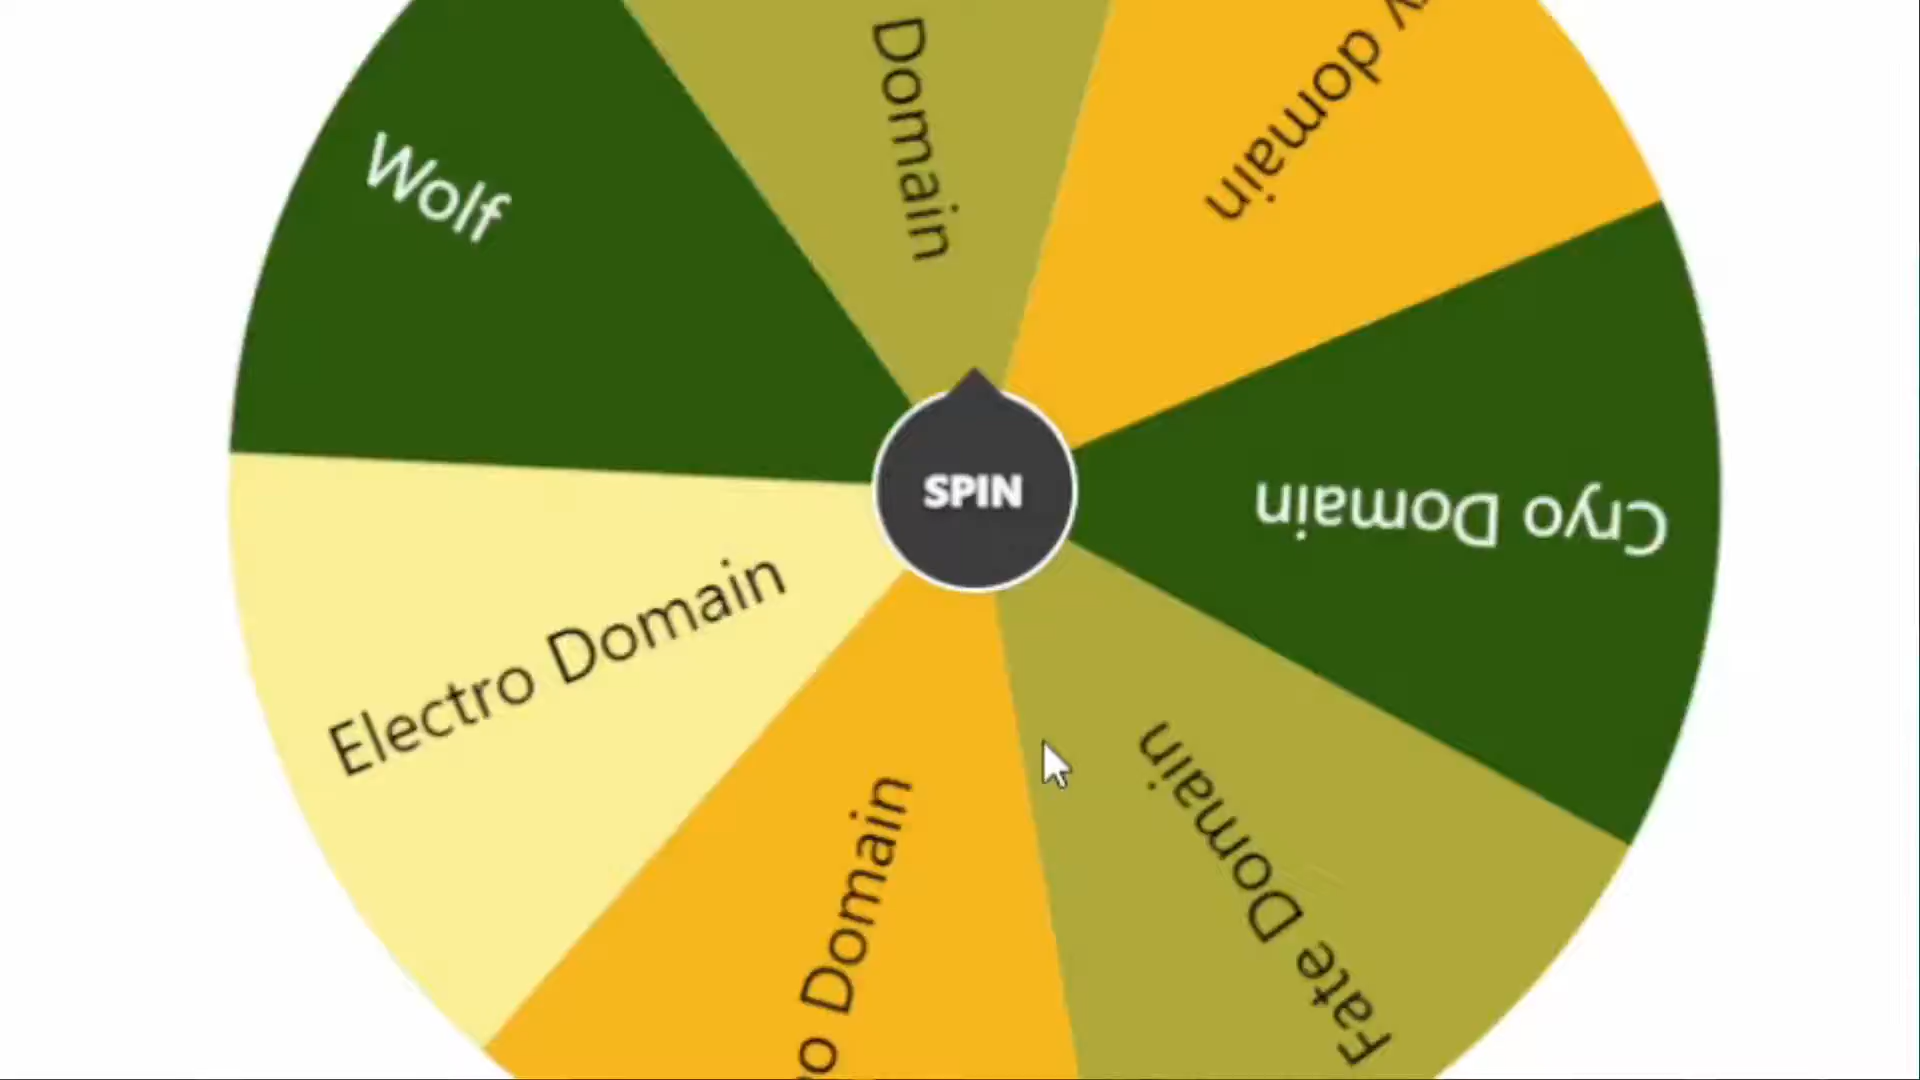 Domain
domain
Wolf
SPIN
Cryo Domain
Electro Domain
Domain
Fate Domain